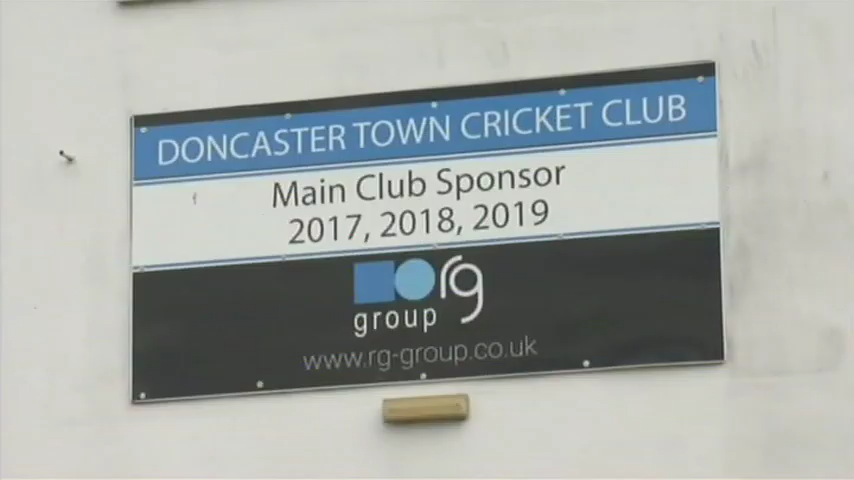 DONCASTER TOWN CRICKET CLUB
Main Club Sponsor
2017, 2018, 2019
rg
group
www.rg-group.co.uk